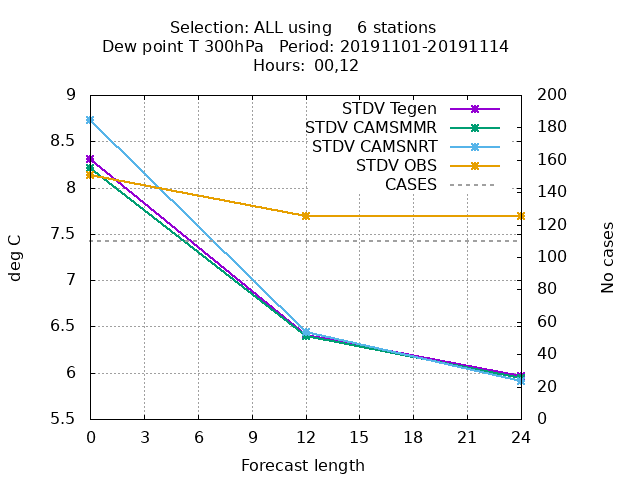 Selection: ALL using     6 stations
Dew point T 300hPa   Period: 20191101-20191114
Hours:  00,12
9
8.5
8
7.5
7
6.5
6
5.5
deg C
200
180
160
140
120
100
80
60
40
20
0
No cases
STDV Tegen
STDV CAMSMMR
STDV CAMSNRT
STDV OBS
CASES
0 3 6 9 12 15 18 21 24
Forecast length